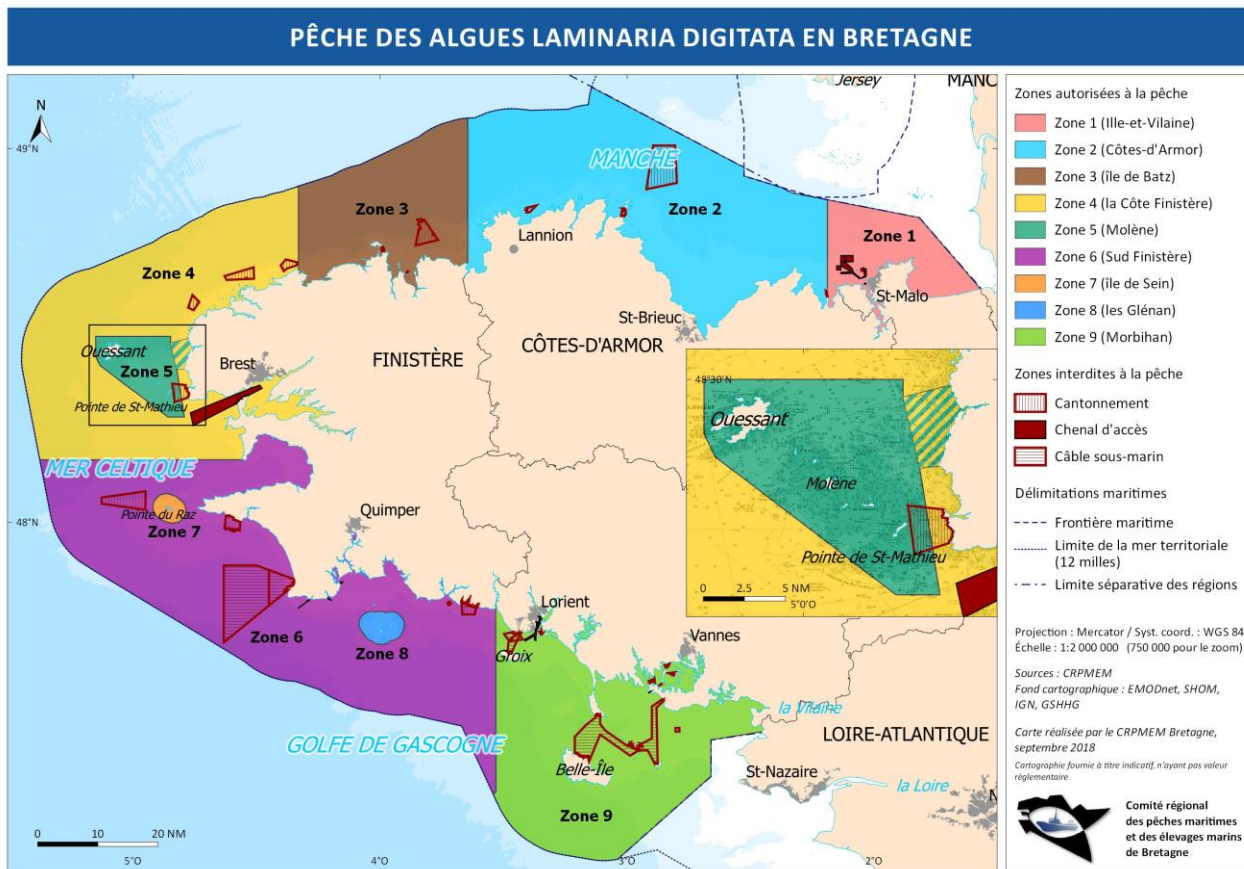 PÊCHE DES ALGUES LAMINARIA DIGITATA EN BRETAGNE
Jersey
MANC
N
49°N
MANCHE
Zone 3
Zone 2
Zone 1
Lannion
Zone 4
St-Malo
St-Brieuc
Ouessant
Zone 5
Brest
FINISTÈRE
CÔTES-D'ARMOR
Pointe de St-Mathieu
48°30'N
Ouessant
Molène
Pointe de St-Mathieu
0 2.5 5 NM
5°0'O
MER CELTIQUE
48°N
Pointe du Raz
Zone 7
Quimper
Zone 6
Zone 8
Lorient
Groix
Vannes
la Vilaine
LOIRE-ATLANTIQUE
GOLFE DE GASCOGNE
Belle-Île
St-Nazaire
la Loire
N
Zone 9
0 10 20 NM
5°O
4°O
3°O
2°O
Zones autorisées à la pêche
Zone 1 (Ille-et-Vilaine)
Zone 2 (Côtes-d'Armor)
Zone 3 (île de Batz)
Zone 4 (la Côte Finistère)
Zone 5 (Molène)
Zone 6 (Sud Finistère)
Zone 7 (île de Sein)
Zone 8 (les Glénan)
Zone 9 (Morbihan)
Zones interdites à la pêche
Cantonnement
Chenal d'accès
Câble sous-marin
Délimitations maritimes
Frontière maritime
Limite de la mer territoriale
(12 milles)
Limite séparative des régions
Projection : Mercator / Syst. coord. : WGS 84
Échelle : 1:2 000 000 (750 000 pour le zoom)
Sources : CRPMEM
Fond cartographique : EMODnet, SHOM,
IGN, GSHHG
Carte réalisée par le CRPMEM Bretagne,
septembre 2018
Cartographie fournie à titre indicatif, n'ayant pas valeur
règlementaire
Comité régional
des pêches maritimes
et des élevages marins
de Bretagne